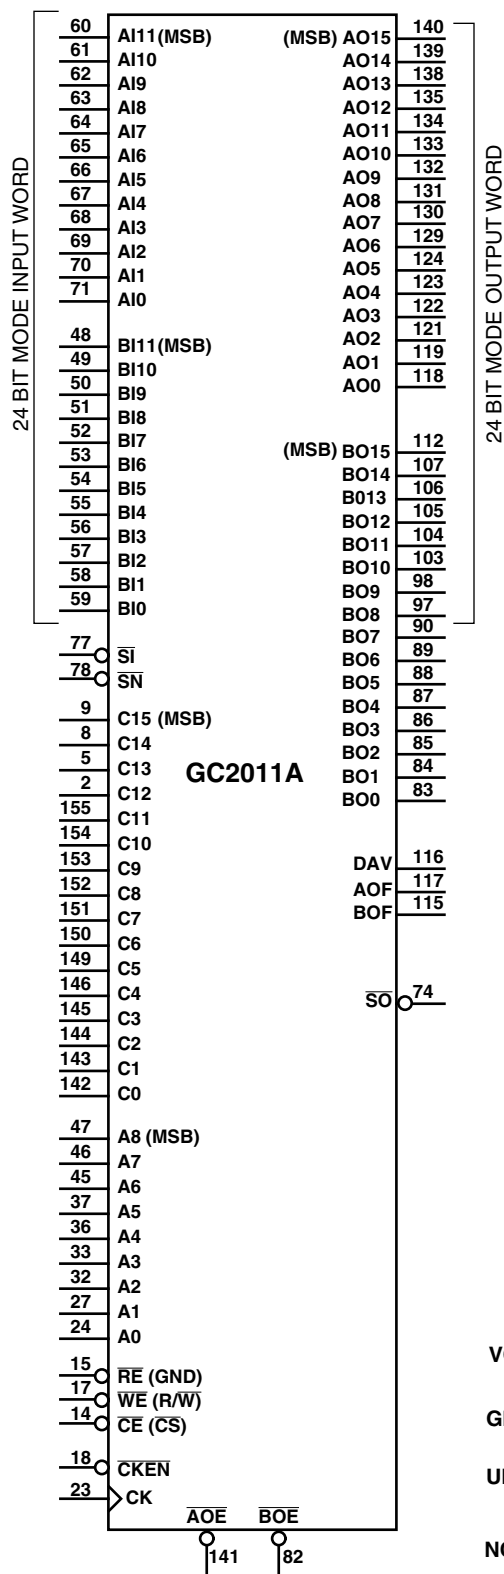 24 BIT MODE INPUT WORD
60 AI11(MSB)
61 AI10
62 AI9
63 AI8
64 AI7
65 AI6
66 AI5
67 AI4
68 AI3
69 AI2
70 AI1
71 AI0
48 BI11(MSB)
49 BI10
50 BI9
51 BI8
52 BI7
53 BI6
54 BI5
55 BI4
56 BI3
57 BI2
58 BI1
59 BI0
77 SI
78 SN
9 C15 (MSB)
8 C14
5 C13
2 C12
155 C11
154 C10
153 C9
152 C8
151 C7
150 C6
149 C5
146 C4
145 C3
144 C2
143 C1
142 C0
47 A8 (MSB)
46 A7
45 A6
37 A5
36 A4
33 A3
32 A2
27 A1
24 A0
15 RE (GND)
17 WE (R/W)
14 CE (CS)
18 CKEN
23 CK
GC2011A
(MSB) AO15 140
AO14 139
AO13 138
AO12 135
AO11 134
AO10 133
AO9 132
AO8 131
AO7 130
AO6 129
AO5 124
AO4 123
AO3 122
AO2 121
AO1 119
AO0 118
(MSB) BO15 112
BO14 107
B013 106
BO12 105
BO11 104
BO10 103
BO9 98
BO8 97
BO7 90
BO6 89
BO5 88
BO4 87
BO3 86
BO2 85
BO1 84
BO0 83
24 BIT MODE OUTPUT WORD
DAV 116
AOF 117
BOF 115
SO 74
AOE BOE
141 82